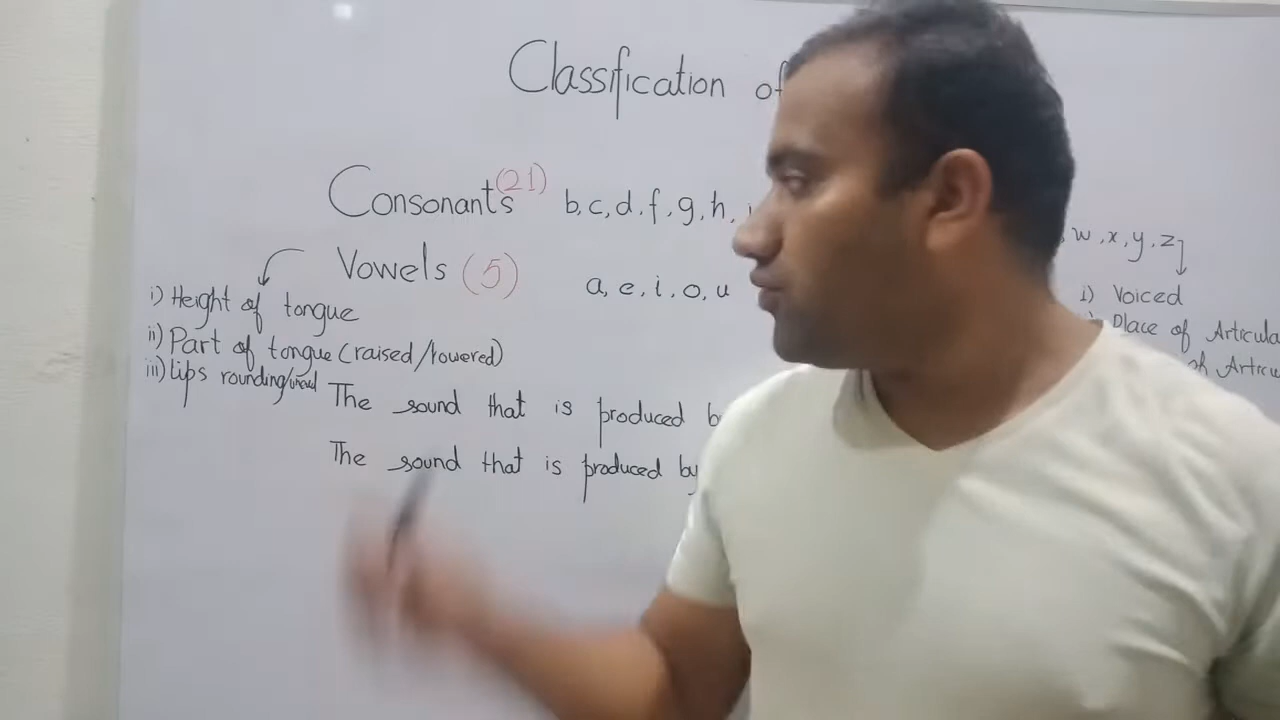 Classification of
Consonants (21) b, c, d, f, g, h, w, x, y, z
Vowels (5) a, e, i, o, u
i) Height of tongue
ii) Part of tongue (raised/lowered)
iii) Lips rounding/
The sound that is produced
The sound that is produced by
i) Voiced
Place of
of